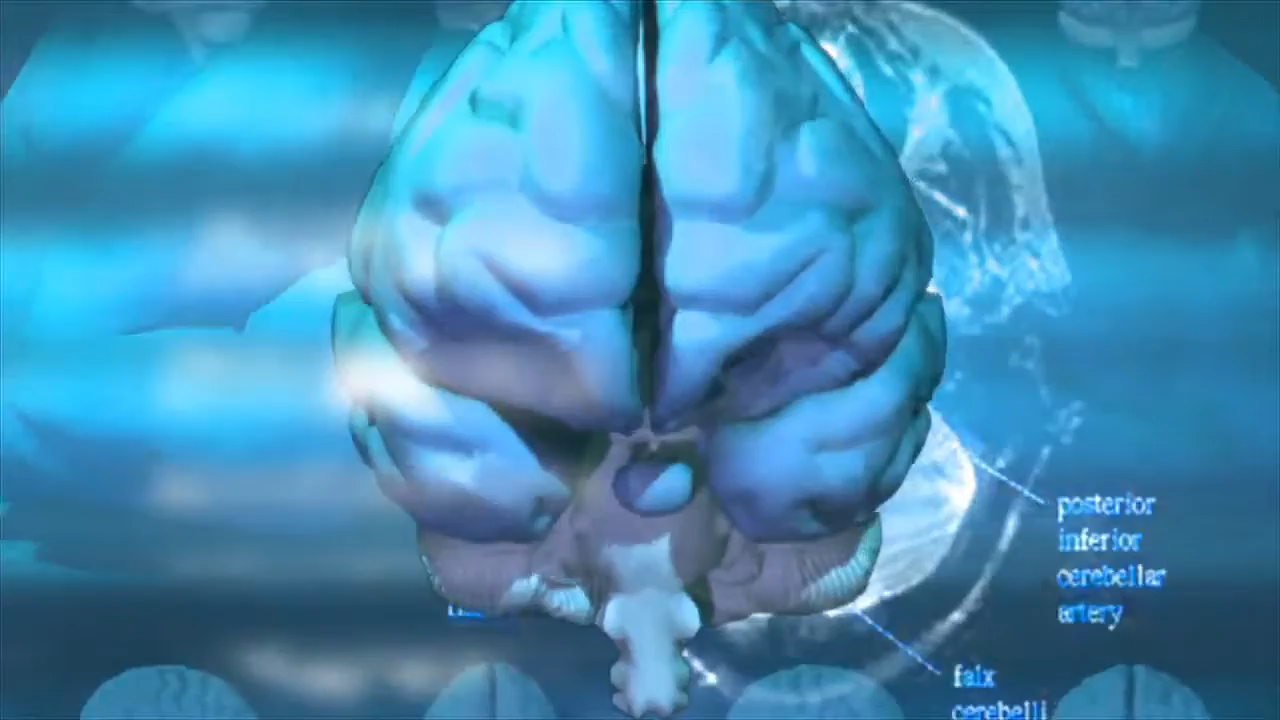 posterior
inferior
cerebellar
artery
falx
cerebelli